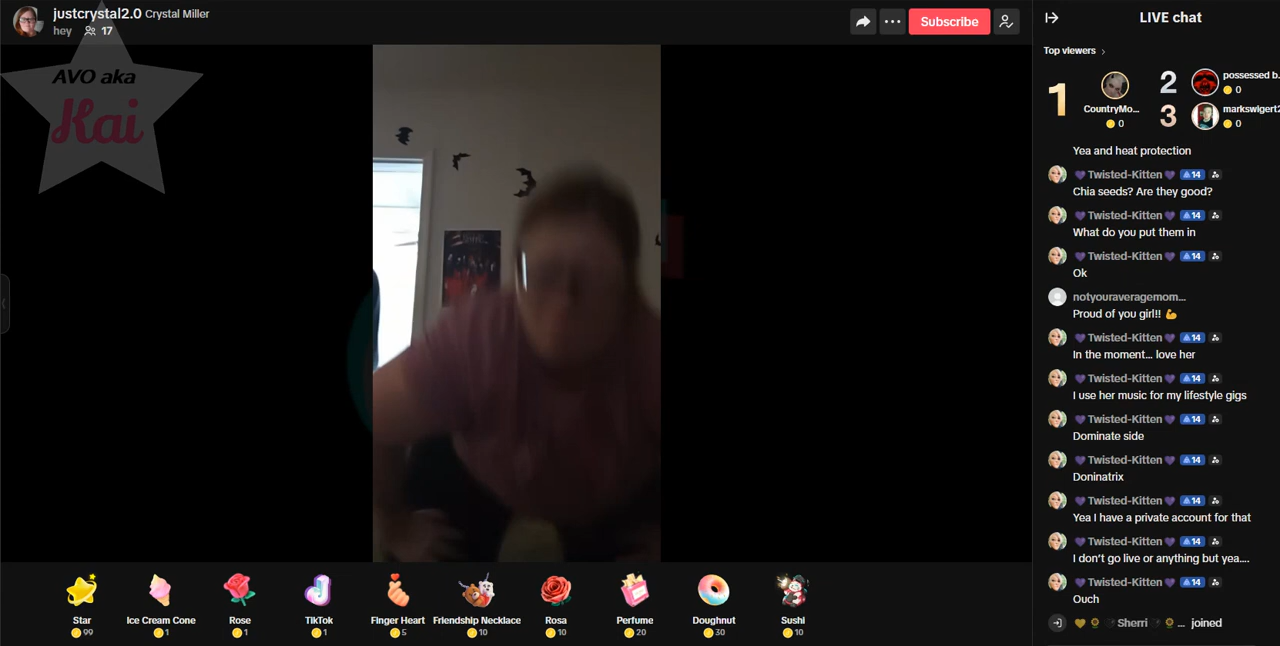 justcrystal2.0 Crystal Miller
hey 17
Subscribe
AVO aka
Kai
LIVE chat
Top viewers
1
CountryMo...
0
2
possessed b.
0
3
markswigert2
0
Yea and heat protection
Twisted-Kitten 14
Chia seeds? Are they good?
Twisted-Kitten 14
What do you put them in
Twisted-Kitten 14
Ok
notyouraveragemom...
Proud of you girl!! 💪
Twisted-Kitten 14
In the moment... love her
Twisted-Kitten 14
I use her music for my lifestyle gigs
Twisted-Kitten 14
Dominate side
Twisted-Kitten 14
Doninatrix
Twisted-Kitten 14
Yea I have a private account for that
Twisted-Kitten 14
I don't go live or anything but yea....
Twisted-Kitten 14
Ouch
Sherri ... joined
Star
99
Ice Cream Cone
1
Rose
1
TikTok
1
Finger Heart
5
Friendship Necklace
10
Rosa
10
Perfume
20
Doughnut
30
Sushi
10